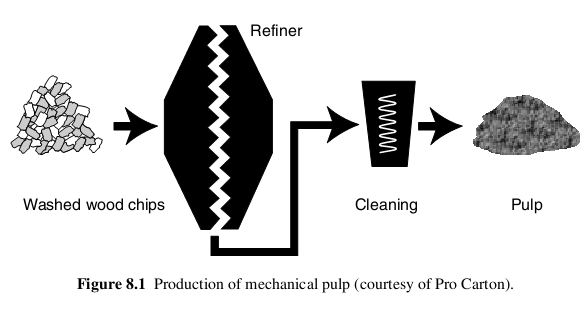 Refiner
Washed wood chips
Cleaning
Pulp
Figure 8.1 Production of mechanical pulp (courtesy of Pro Carton).